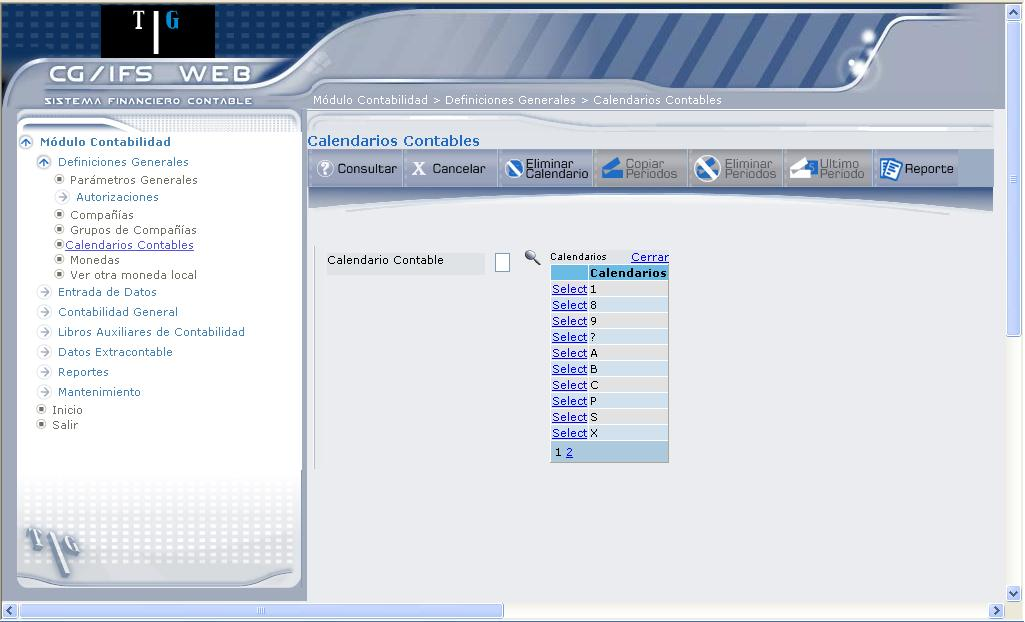 T G
CG/IFS WEB
SISTEMA FINANCIERO CONTABLE
Módulo Contabilidad > Definiciones Generales > Calendarios Contables
Módulo Contabilidad
Definiciones Generales
Parámetros Generales
Autorizaciones
Compañías
Grupos de Compañías
Calendarios Contables
Monedas
Ver otra moneda local
Entrada de Datos
Contabilidad General
Libros Auxiliares de Contabilidad
Datos Extracontable
Reportes
Mantenimiento
Inicio
Salir
T G
Calendarios Contables
? Consultar
X Cancelar
Eliminar
Calendario
Copiar
Periodos
Eliminar
Periodos
Ultimo
Periodo
Reporte
Calendario Contable
Calendarios Cerrar
Calendarios
Select 1
Select 8
Select 9
Select ?
Select A
Select B
Select C
Select P
Select S
Select X
1 2